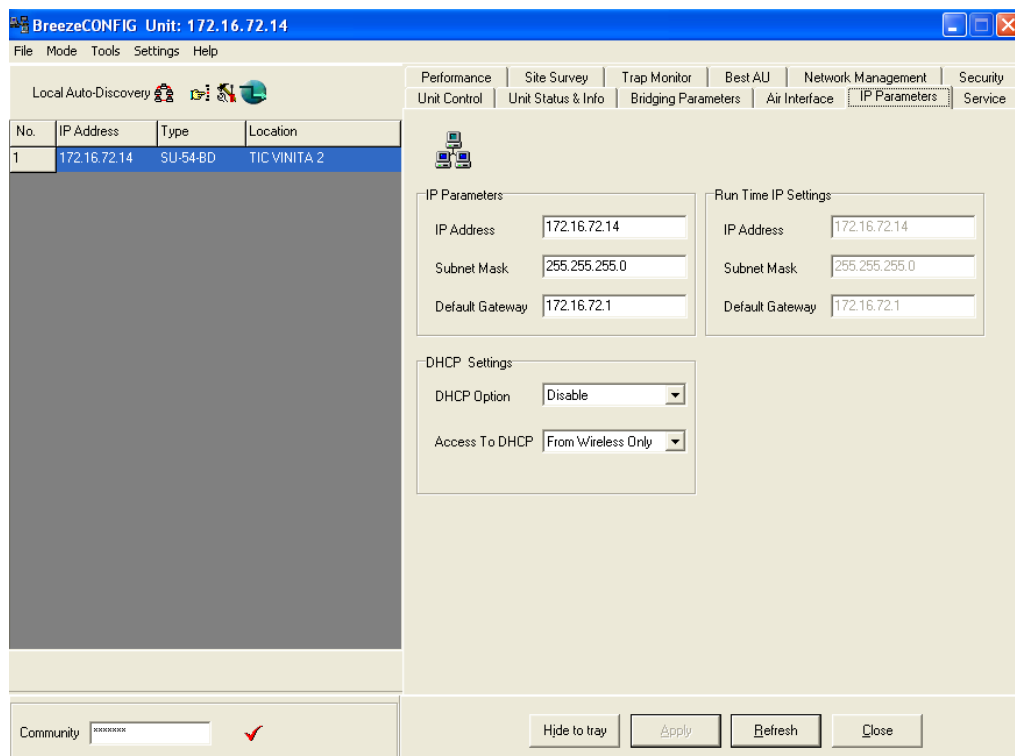 BreezeCONFIG Unit: 172.16.72.14
File Mode Tools Settings Help
Local Auto-Discovery
No. IP Address Type Location
1 172.16.72.14 SU-54-BD TIC VINITA 2
Performance Site Survey Trap Monitor Best AU Network Management Security
Unit Control Unit Status & Info Bridging Parameters Air Interface IP Parameters Service
IP Parameters
IP Address 172.16.72.14
Subnet Mask 255.255.255.0
Default Gateway 172.16.72.1
Run Time IP Settings
IP Address 172.16.72.14
Subnet Mask 255.255.255.0
Default Gateway 172.16.72.1
DHCP Settings
DHCP Option Disable
Access To DHCP From Wireless Only
Community *******
Hide to tray Apply Refresh Close